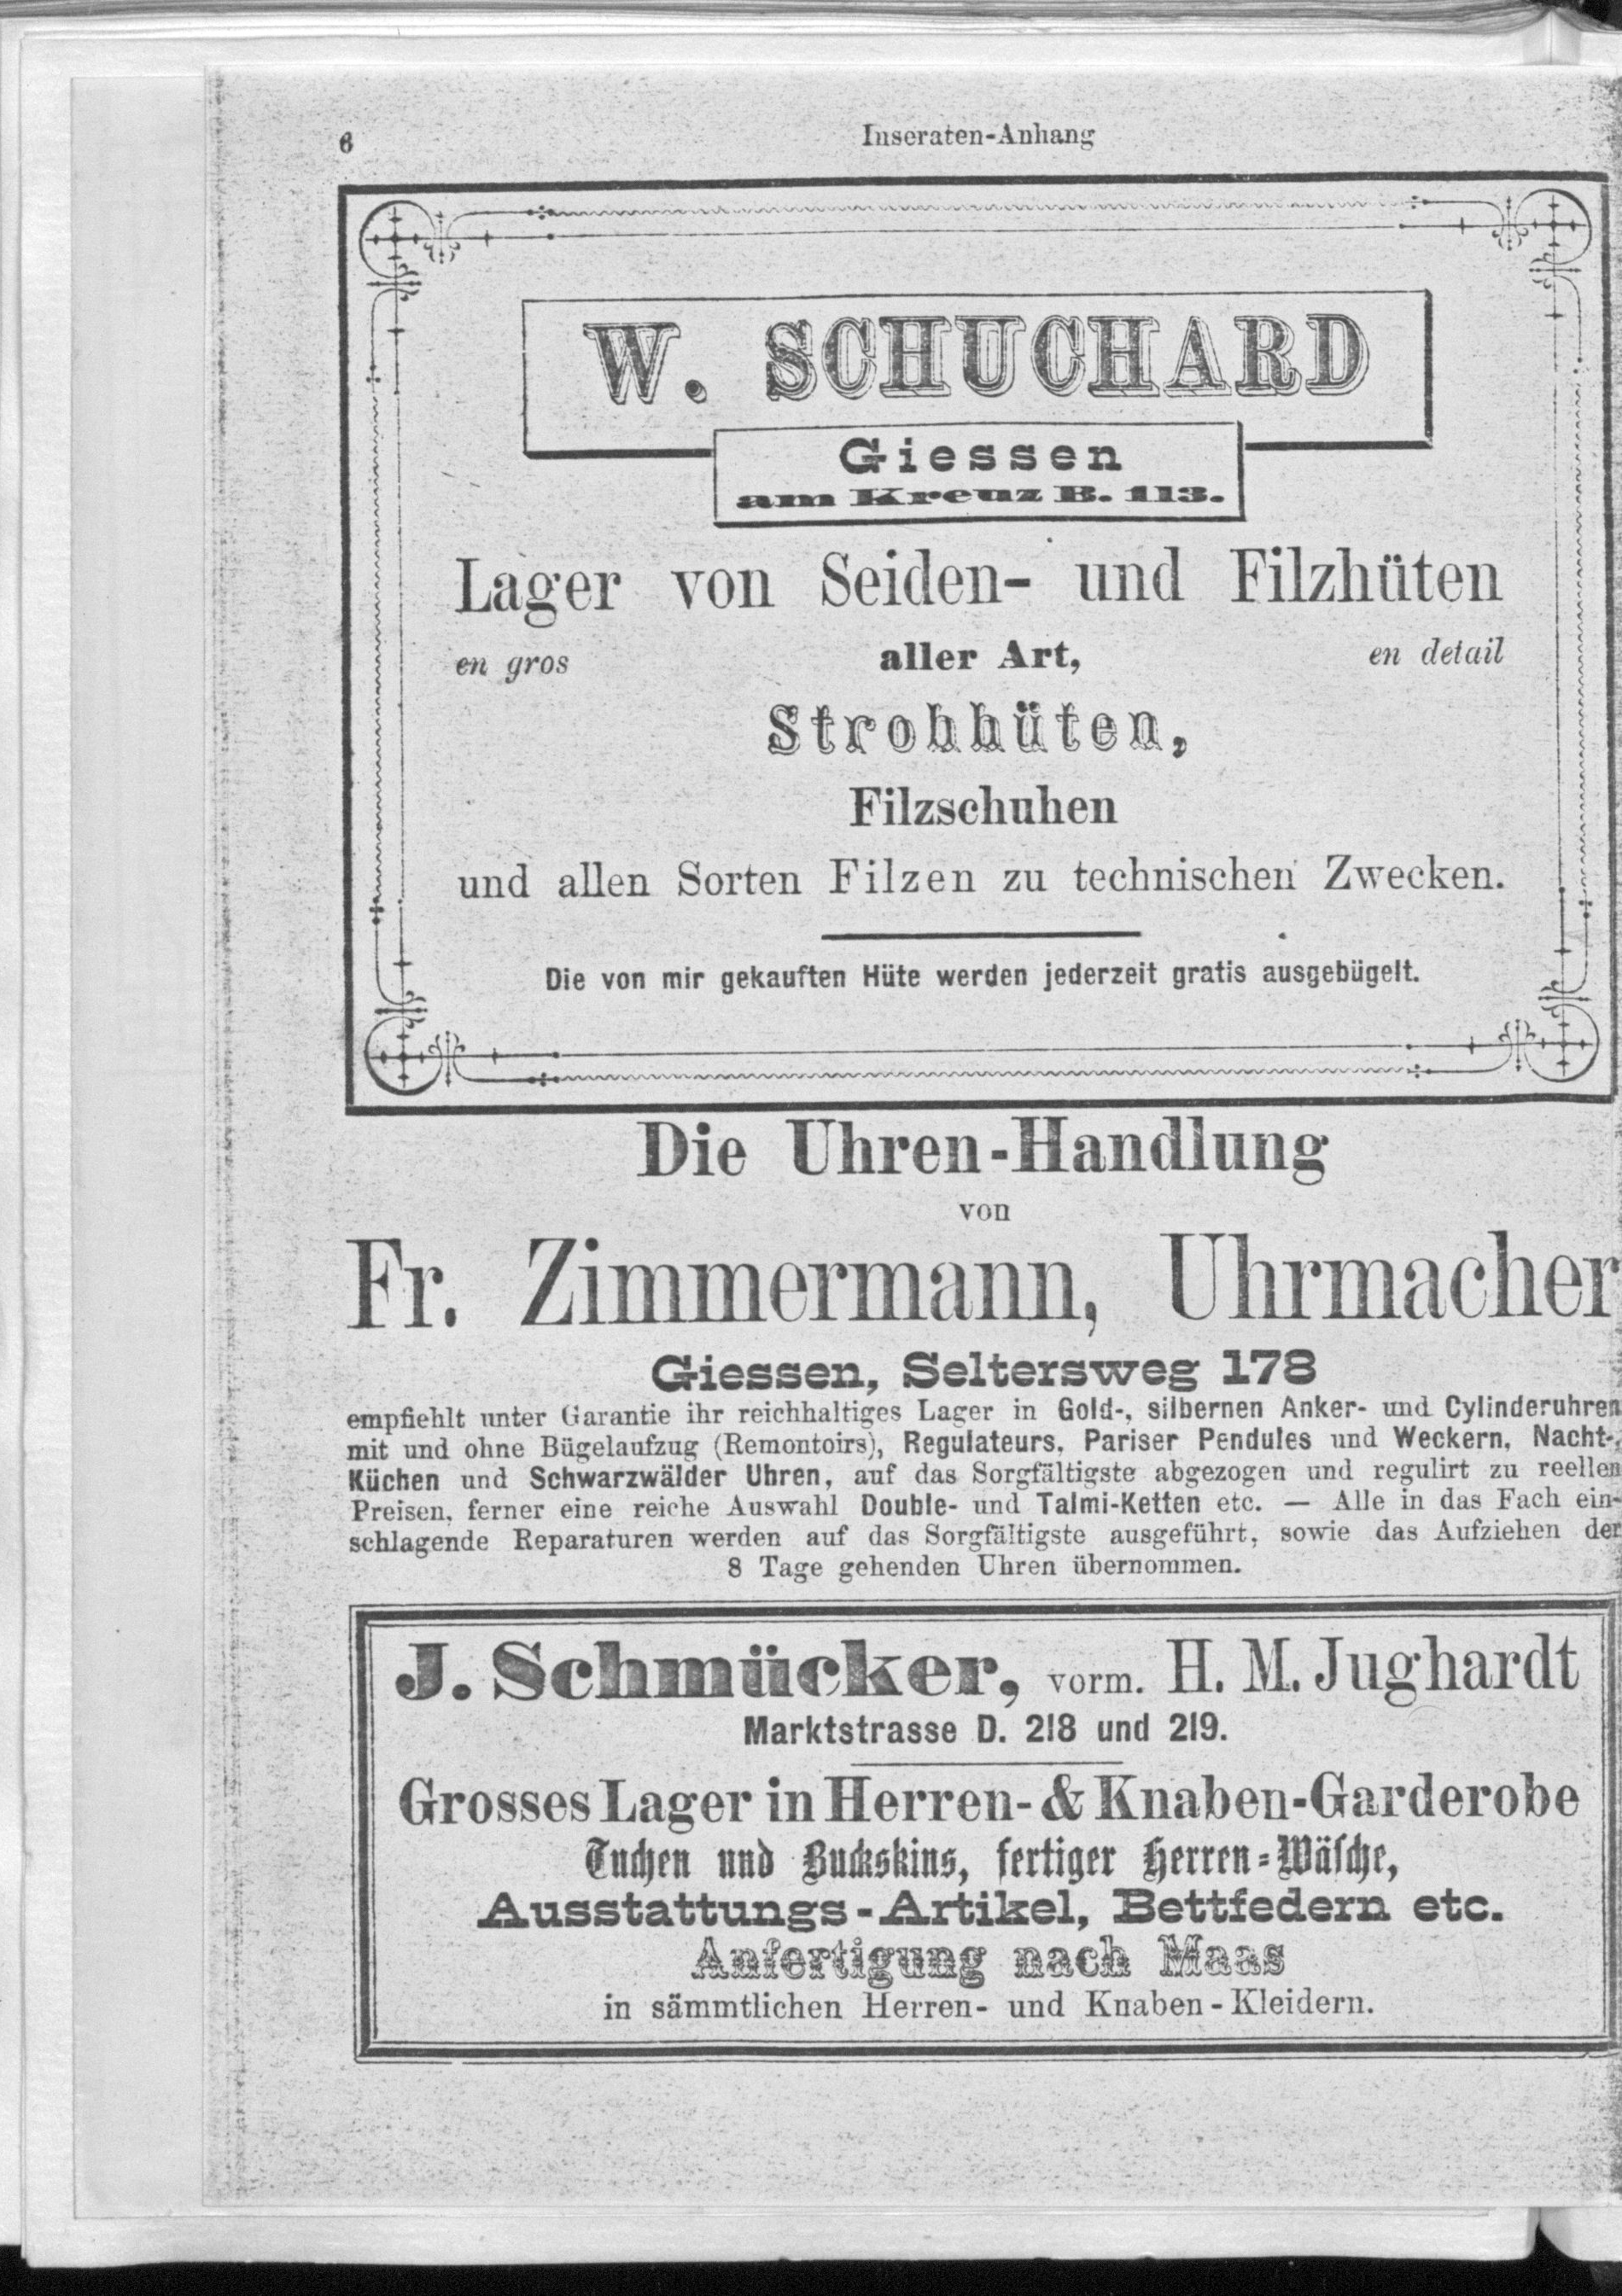 6
Inseraten-Anhang
W. SCHUCHARD
Giessen
am Kreuz B. 113.
Lager von Seiden- und Filzhüten
en gros aller Art, en detail
Strohhüten,
Filzschuhen
und allen Sorten Filzen zu technischen Zwecken.
Die von mir gekauften Hüte werden jederzeit gratis ausgebügelt.
Die Uhren-Handlung
von
Fr. Zimmermann, Uhrmacher
Giessen, Seltersweg 178
empfiehlt unter Garantie ihr reichhaltiges Lager in Gold-, silbernen Anker- und Cylinderuhren
mit und ohne Bügelaufzug (Remontoirs), Regulateurs, Pariser Pendules und Weckern, Nacht-,
Küchen und Schwarzwälder Uhren, auf das Sorgfältigste abgezogen und regulirt zu reellen
Preisen, ferner eine reiche Auswahl Double- und Talmi-Ketten etc. — Alle in das Fach ein-
schlagende Reparaturen werden auf das Sorgfältigste ausgeführt, sowie das Aufziehen der
8 Tage gehenden Uhren übernommen.
J. Schmücker, vorm. H. M. Jughardt
Marktstrasse D. 218 und 219.
Grosses Lager in Herren- & Knaben-Garderobe
Tuchen und Buckskins, fertiger Herren-Wäsche,
Ausstattungs-Artikel, Bettfedern etc.
Anfertigung nach Maas
in sämmtlichen Herren- und Knaben-Kleidern.